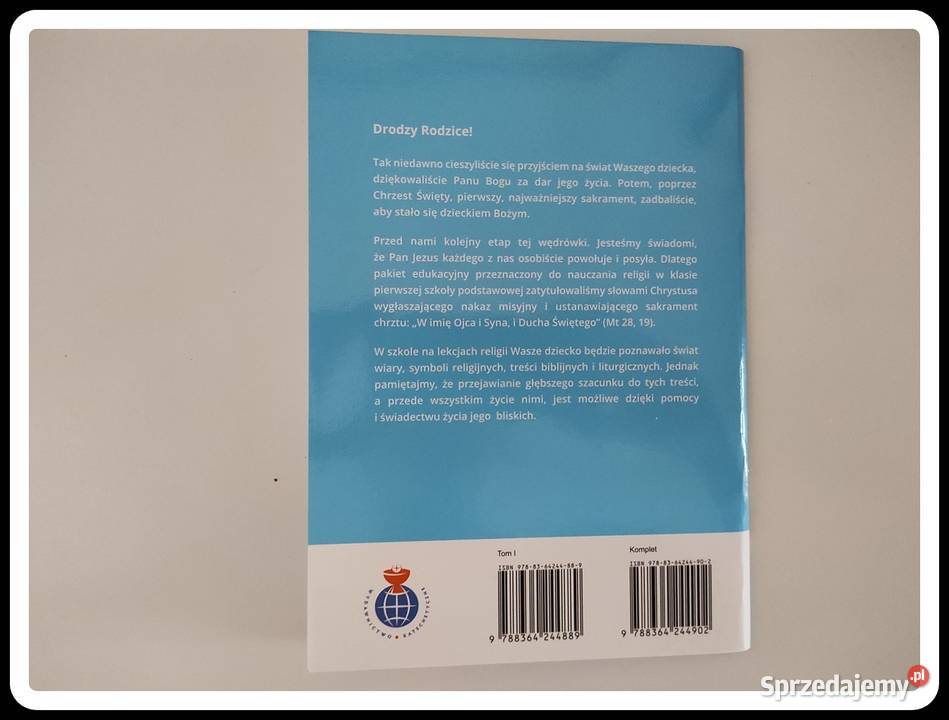 Drodzy Rodzice!
Tak niedawno cieszyliście się przyjściem na świat Waszego dziecka,
dziękowaliście Panu Bogu za dar jego życia. Potem, poprzez
Chrzest Święty, pierwszy, najważniejszy sakrament, zadbaliście,
aby stało się dzieckiem Bożym.
Przed nami kolejny etap tej wędrówki. Jesteśmy świadomi,
że Pan Jezus każdego z nas osobiście powołuje i posyła. Dlatego
pakiet edukacyjny przeznaczony do nauczania religii w klasie
pierwszej szkoły podstawowej zatytułowaliśmy słowami Chrystusa
wygłaszającego nakaz misyjny i ustanawiającego sakrament
chrztu: „W imię Ojca i Syna, i Ducha Świętego” (Mt 28, 19).
W szkole na lekcjach religii Wasze dziecko będzie poznawało świat
wiary, symboli religijnych, treści biblijnych i liturgicznych. Jednak
pamiętajmy, że przejawianie głębszego szacunku do tych treści,
a przede wszystkim życie nimi, jest możliwe dzięki pomocy
i świadectwu życia jego bliskich.
Tom I
ISBN 978-83-64244-88-9
9 788364 244889
Komplet
ISBN 978-83-64244-90-2
9 788364 244902
WYDAWNICTWO KATECHETYCZNE
Sprzedajemy.pl